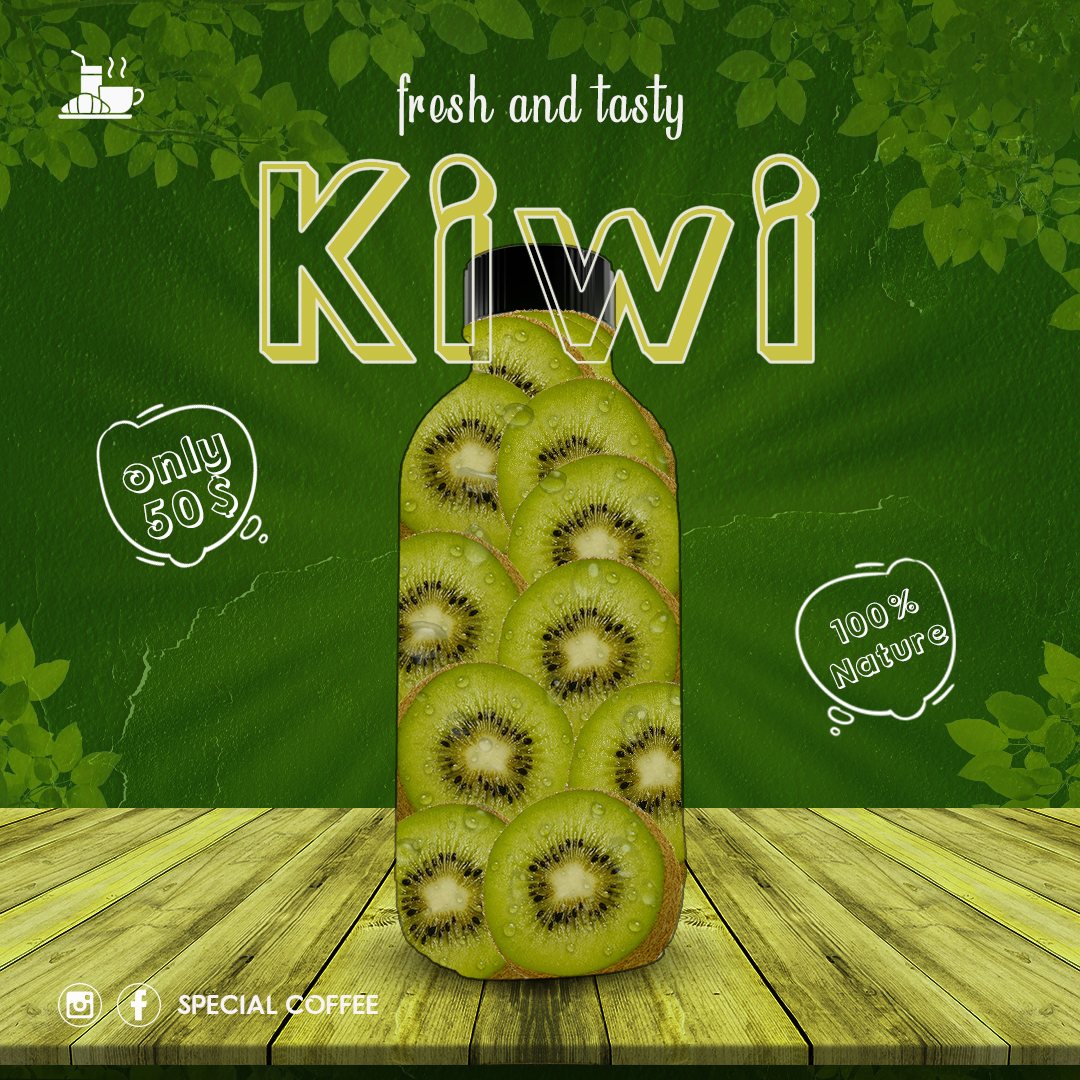 fresh and tasty
Kiwi
only
50$
100%
Nature
SPECIAL COFFEE